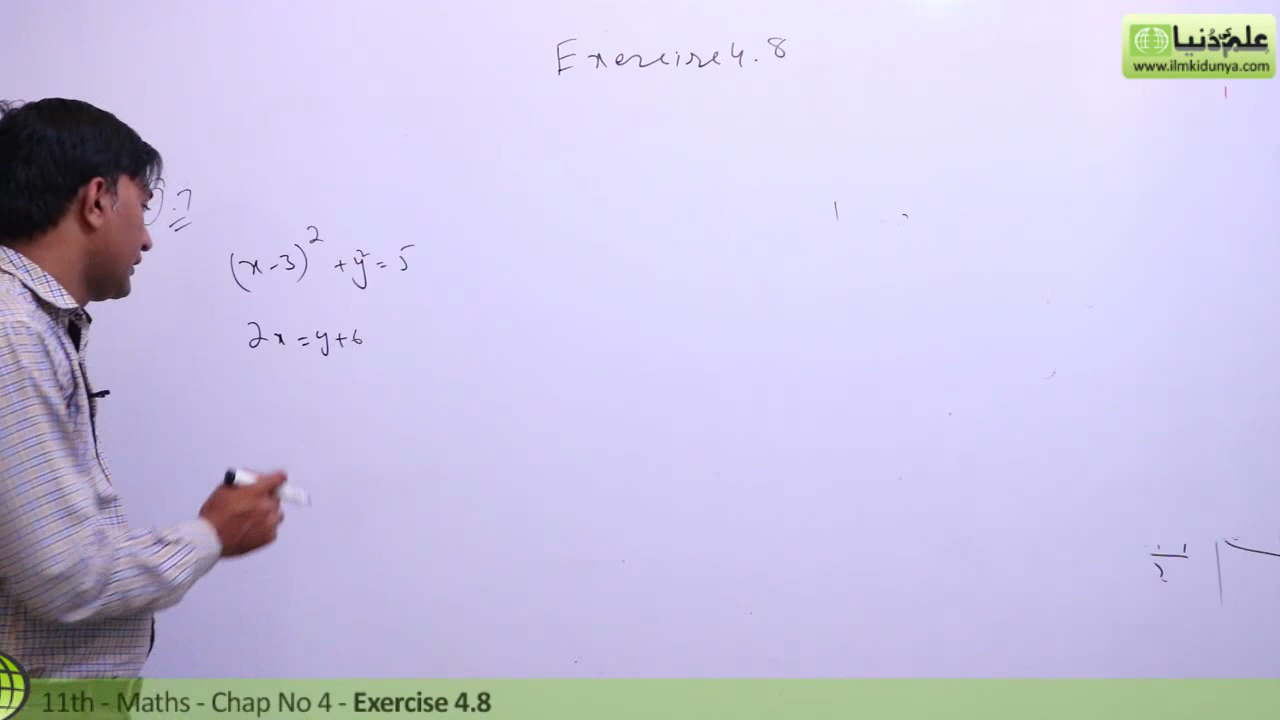 علم کی دنیا
www.ilmkidunya.com
Exercise 4.8
.7
(x-3)² + y² = 5
2x = y+6
2
11th - Maths - Chap No 4 - Exercise 4.8